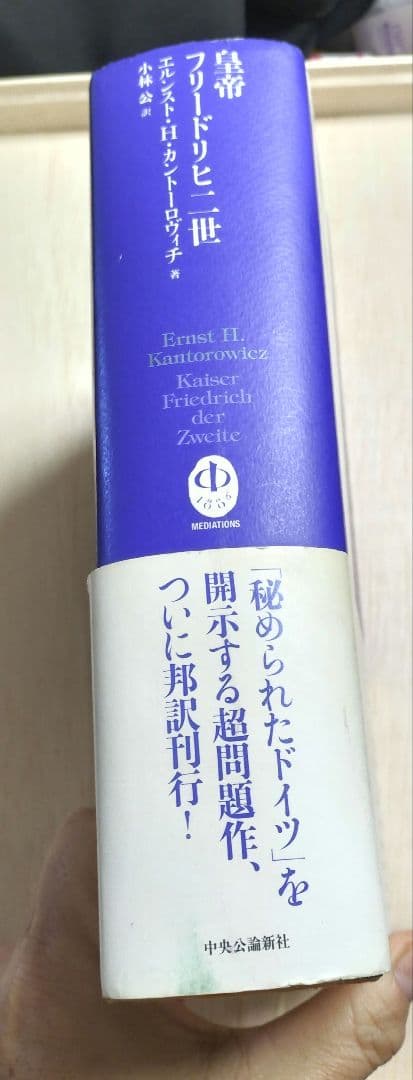 皇帝
フリードリヒ二世
エルンスト・H・カントーロヴィチ 著
小林 公 訳
Ernst H.
Kantorowicz
Kaiser
Friedrich
der
Zweite
MEDIATIONS
「秘められたドイツ」を
開示する超問題作、
ついに邦訳刊行！
中央公論新社